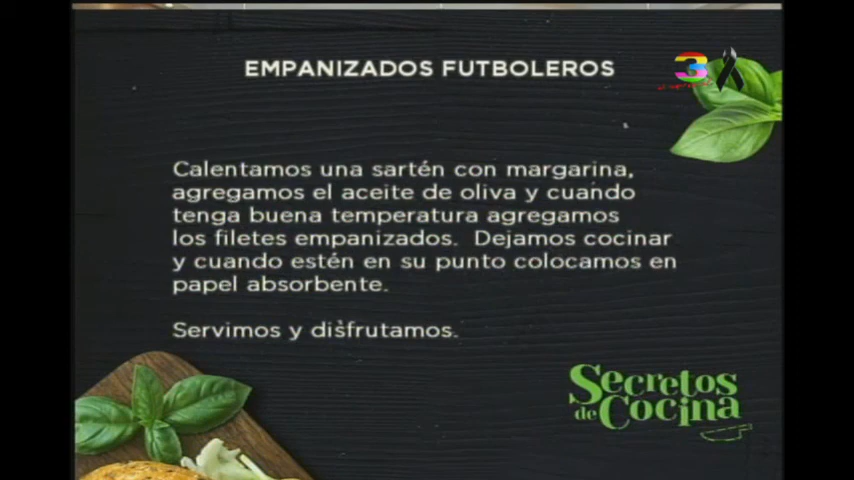 EMPANIZADOS FUTBOLEROS
3
Calentamos una sartén con margarina,
agregamos el aceite de oliva y cuando
tenga buena temperatura agregamos
los filetes empanizados. Dejamos cocinar
y cuando estén en su punto colocamos en
papel absorbente.
Servimos y disfrutamos.
Secretos
de Cocina